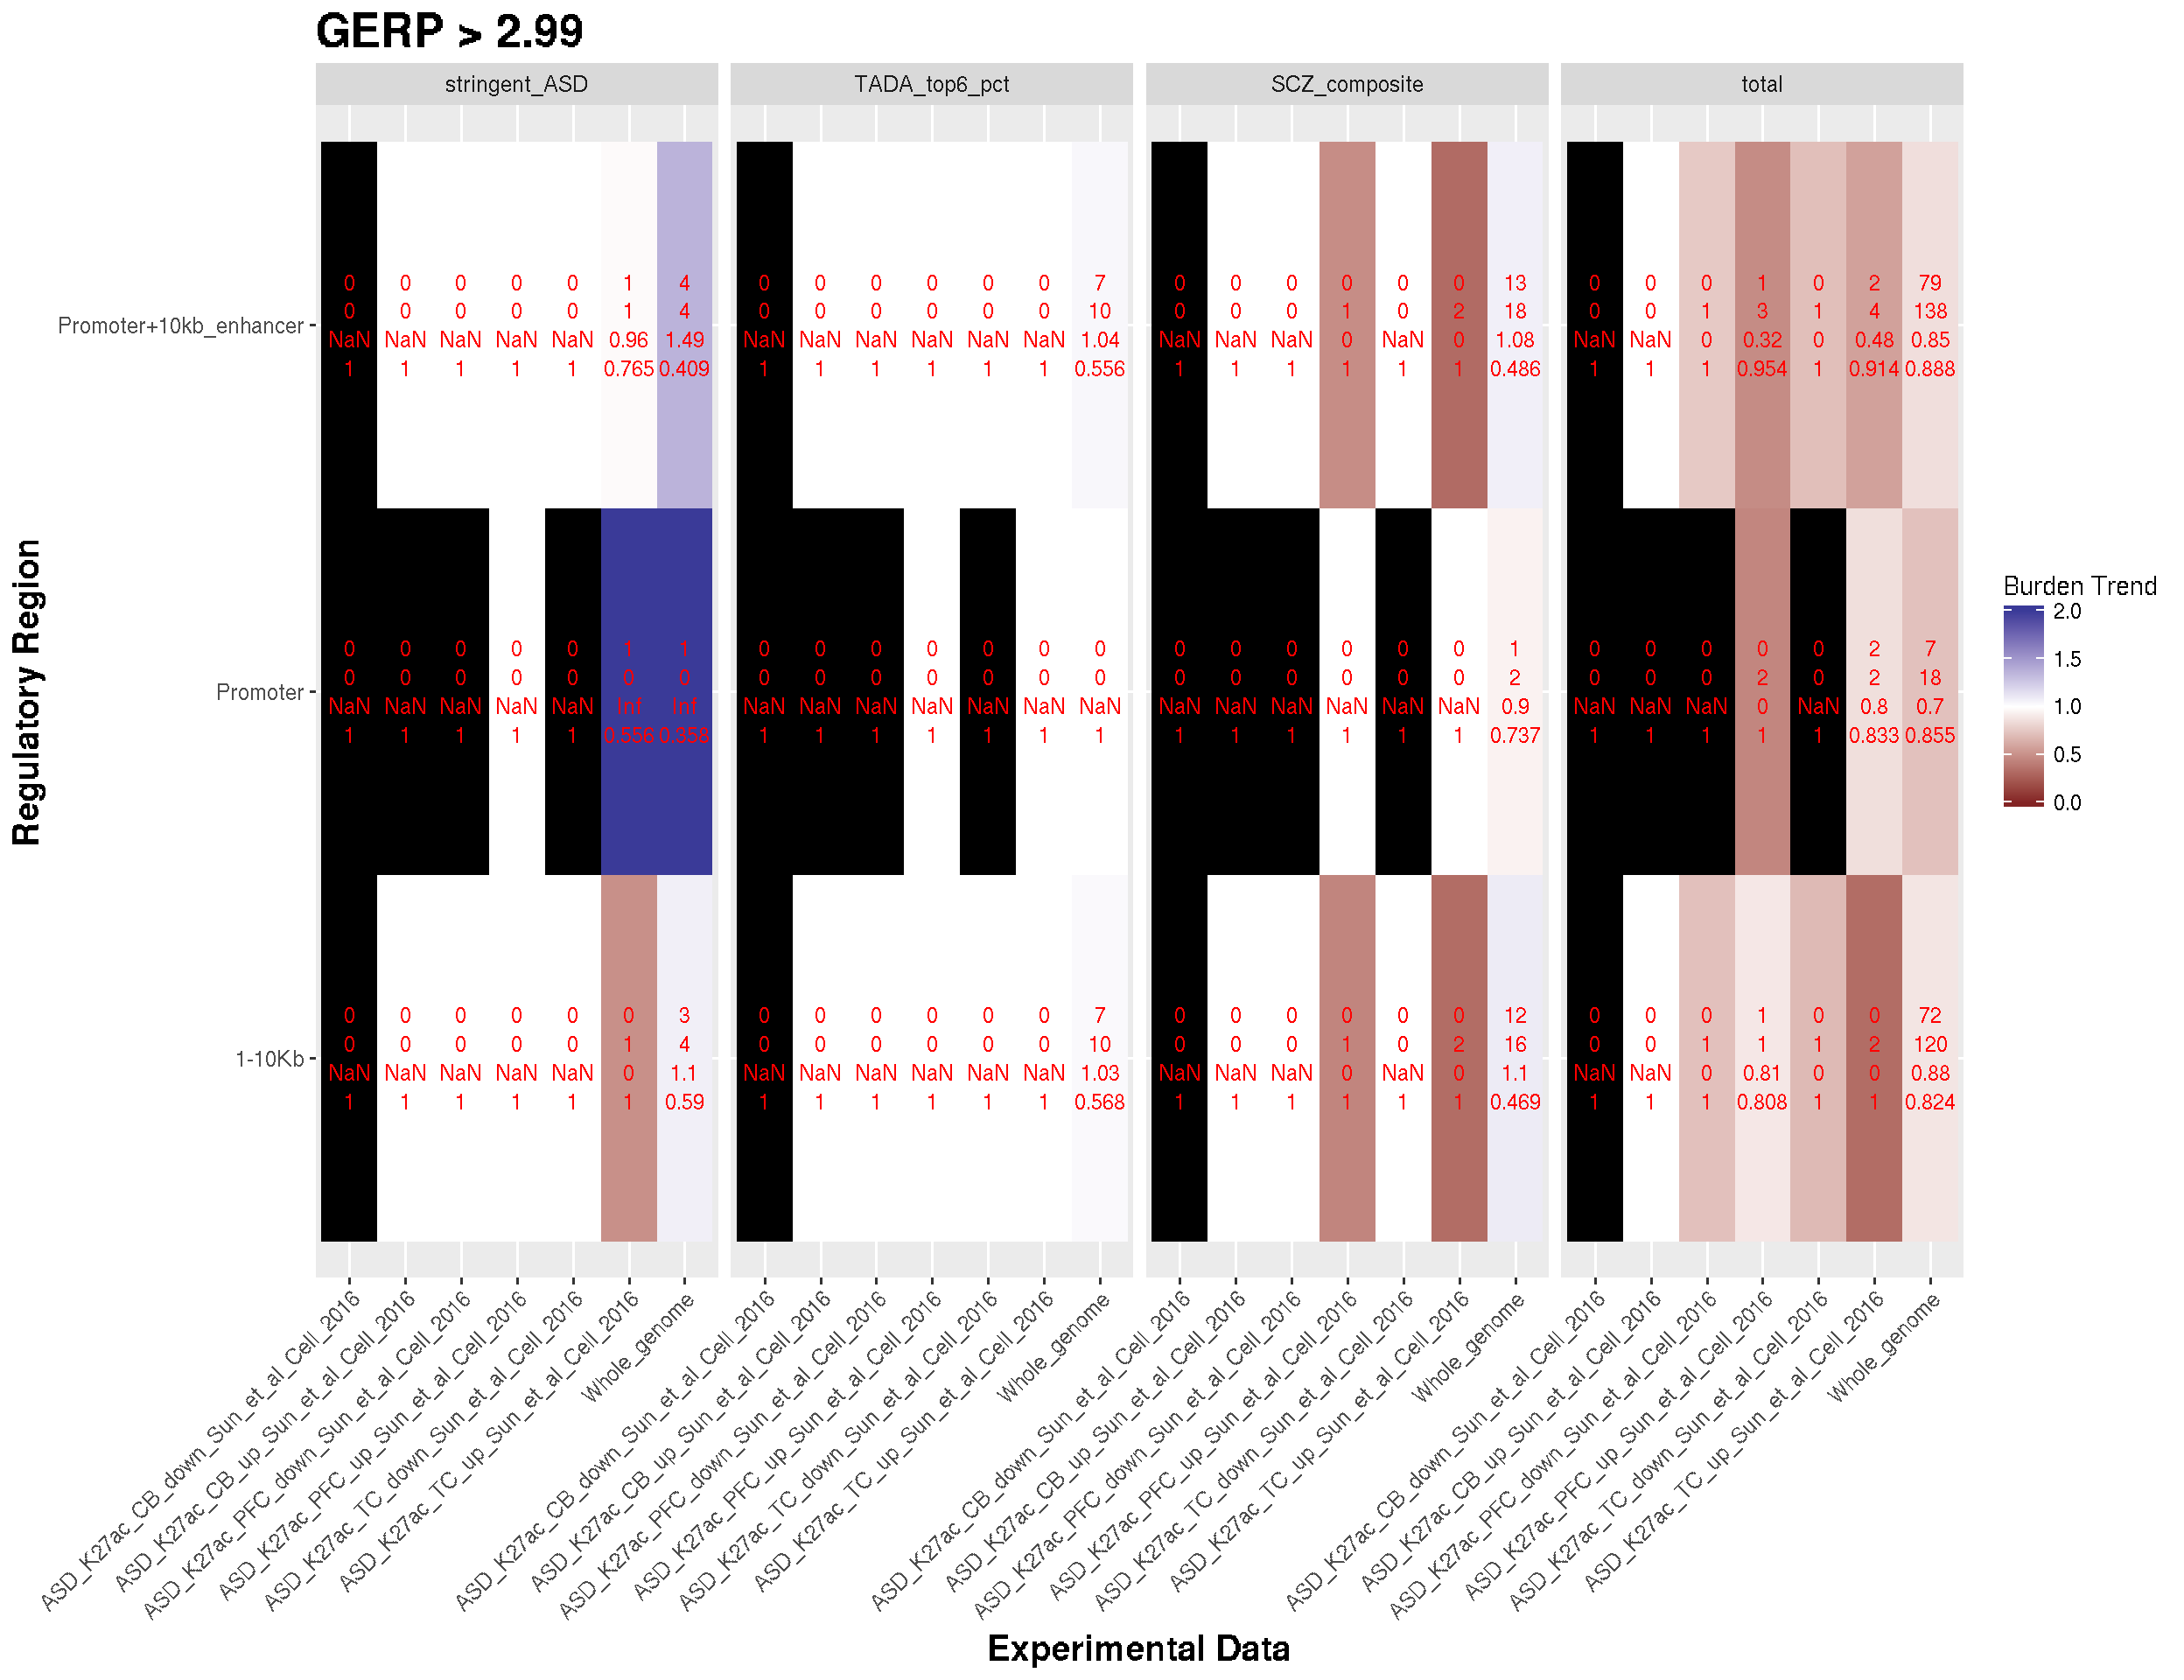 GERP > 2.99
stringent_ASD TADA_top6_pct SCZ_composite total
Promoter+10kb_enhancer
0 0 0 0 0 1 4 0 0 0 0 0 0 7 0 0 0 0 0 0 13 0 0 0 1 0 2 79
0 0 0 0 0 1 4 0 0 0 0 0 0 10 0 0 0 1 0 2 18 0 0 1 3 1 4 138
NaN NaN NaN NaN NaN 0.96 1.49 NaN NaN NaN NaN NaN NaN 1.04 NaN NaN NaN 0 NaN 0 1.08 NaN NaN 0 0.32 0 0.48 0.85
1 1 1 1 1 0.765 0.409 1 1 1 1 1 1 0.556 1 1 1 1 1 1 0.486 1 1 1 0.954 1 0.914 0.888
Promoter
0 0 0 0 0 1 1 0 0 0 0 0 0 0 0 0 0 0 0 0 1 0 0 0 0 0 2 7
0 0 0 0 0 0 0 0 0 0 0 0 0 0 0 0 0 0 0 0 2 0 0 0 2 0 2 18
NaN NaN NaN NaN NaN Inf Inf NaN NaN NaN NaN NaN NaN NaN NaN NaN NaN NaN NaN NaN 0.9 NaN NaN NaN 0 NaN 0.8 0.7
1 1 1 1 1 0.556 0.358 1 1 1 1 1 1 1 1 1 1 1 1 1 0.737 1 1 1 1 1 0.833 0.855
1-10Kb
0 0 0 0 0 0 3 0 0 0 0 0 0 7 0 0 0 0 0 0 12 0 0 0 1 0 0 72
0 0 0 0 0 1 4 0 0 0 0 0 0 10 0 0 0 1 0 2 16 0 0 1 1 1 2 120
NaN NaN NaN NaN NaN 0 1.1 NaN NaN NaN NaN NaN NaN 1.03 NaN NaN NaN 0 NaN 0 1.1 NaN NaN 0 0.81 0 0 0.88
1 1 1 1 1 1 0.59 1 1 1 1 1 1 0.568 1 1 1 1 1 1 0.469 1 1 1 0.808 1 1 0.824
Regulatory Region
ASD_K27ac_CB_down_Sun_et_al_Cell_2016
ASD_K27ac_CB_up_Sun_et_al_Cell_2016
ASD_K27ac_PFC_down_Sun_et_al_Cell_2016
ASD_K27ac_PFC_up_Sun_et_al_Cell_2016
ASD_K27ac_TC_down_Sun_et_al_Cell_2016
ASD_K27ac_TC_up_Sun_et_al_Cell_2016
Whole_genome
ASD_K27ac_CB_down_Sun_et_al_Cell_2016
ASD_K27ac_CB_up_Sun_et_al_Cell_2016
ASD_K27ac_PFC_down_Sun_et_al_Cell_2016
ASD_K27ac_PFC_up_Sun_et_al_Cell_2016
ASD_K27ac_TC_down_Sun_et_al_Cell_2016
ASD_K27ac_TC_up_Sun_et_al_Cell_2016
Whole_genome
ASD_K27ac_CB_down_Sun_et_al_Cell_2016
ASD_K27ac_CB_up_Sun_et_al_Cell_2016
ASD_K27ac_PFC_down_Sun_et_al_Cell_2016
ASD_K27ac_PFC_up_Sun_et_al_Cell_2016
ASD_K27ac_TC_down_Sun_et_al_Cell_2016
ASD_K27ac_TC_up_Sun_et_al_Cell_2016
Whole_genome
ASD_K27ac_CB_down_Sun_et_al_Cell_2016
ASD_K27ac_CB_up_Sun_et_al_Cell_2016
ASD_K27ac_PFC_down_Sun_et_al_Cell_2016
ASD_K27ac_PFC_up_Sun_et_al_Cell_2016
ASD_K27ac_TC_down_Sun_et_al_Cell_2016
ASD_K27ac_TC_up_Sun_et_al_Cell_2016
Whole_genome
Experimental Data
Burden Trend
2.0
1.5
1.0
0.5
0.0